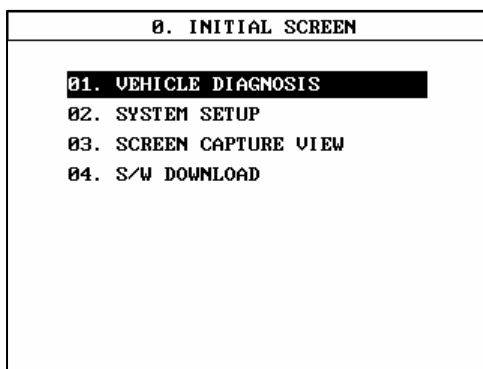 0. INITIAL SCREEN
01. VEHICLE DIAGNOSIS
02. SYSTEM SETUP
03. SCREEN CAPTURE VIEW
04. S/W DOWNLOAD